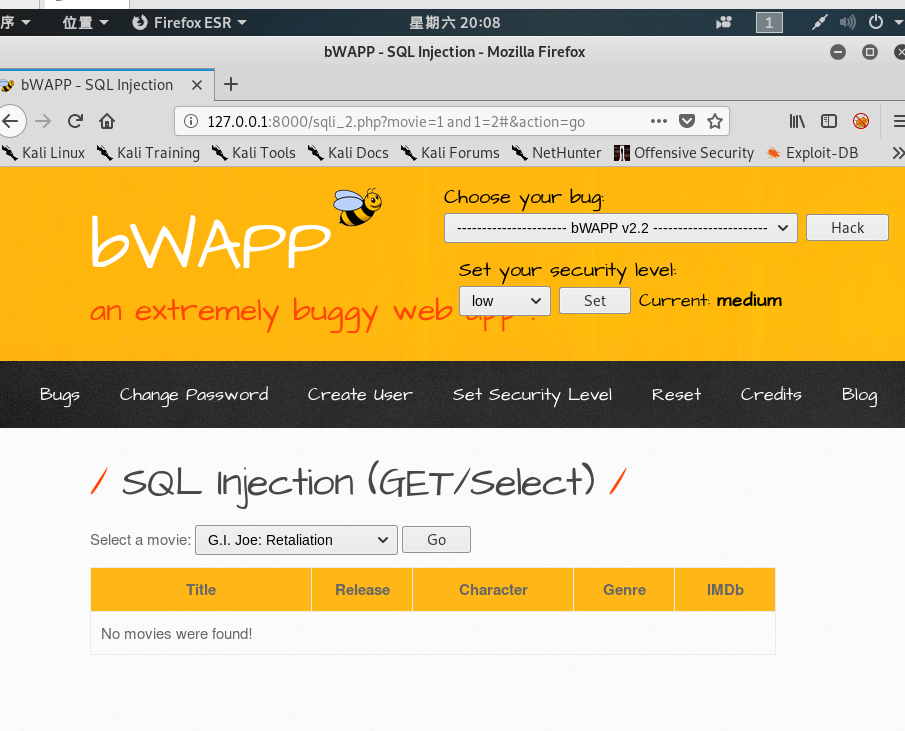 序 位置 Firefox ESR 星期六 20:08 1
bWAPP - SQL Injection - Mozilla Firefox
bWAPP - SQL Injection
127.0.0.1:8000/sqli_2.php?movie=1 and 1=2#&action=go
Kali Linux Kali Training Kali Tools Kali Docs Kali Forums NetHunter Offensive Security Exploit-DB
bWAPP
an extremely buggy web app !
Choose your bug:
---------------------- bWAPP v2.2 ----------------------- Hack
Set your security level:
low Set Current: medium
Bugs Change Password Create User Set Security Level Reset Credits Blog
/ SQL Injection (GET/Select) /
Select a movie: G.I. Joe: Retaliation Go
Title Release Character Genre IMDb
No movies were found!